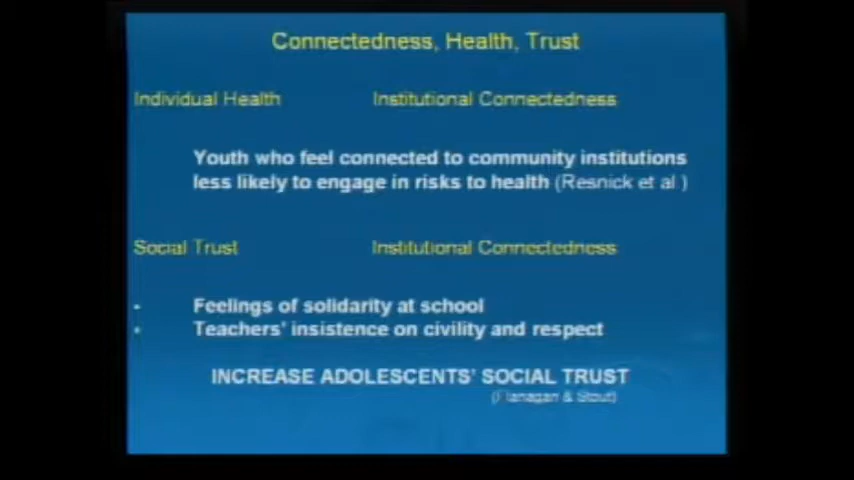 Connectedness, Health, Trust
Individual Health Institutional Connectedness
Youth who feel connected to community institutions
less likely to engage in risks to health (Resnick et al )
Social Trust Institutional Connectedness
- Feelings of solidarity at school
- Teachers' insistence on civility and respect
INCREASE ADOLESCENTS' SOCIAL TRUST
(Flanagan & Stout)